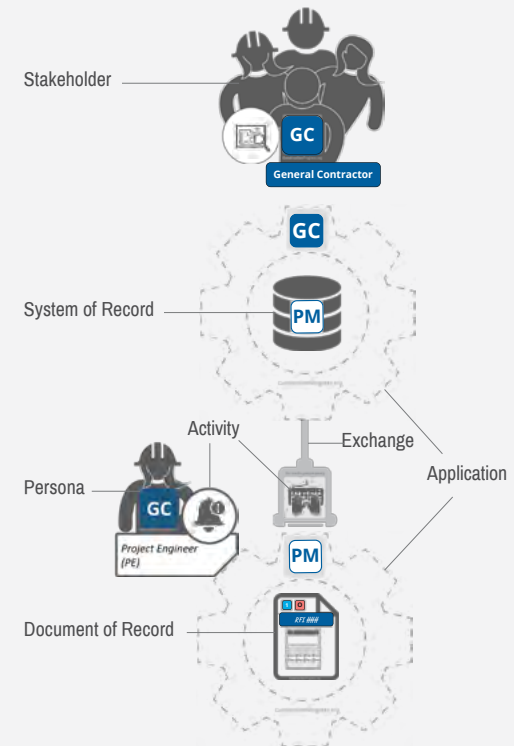 Stakeholder
GC
General Contractor
GC
System of Record
PM
Activity
Exchange
Application
Persona
GC
Project Engineer
(PE)
PM
Document of Record
RFI ###